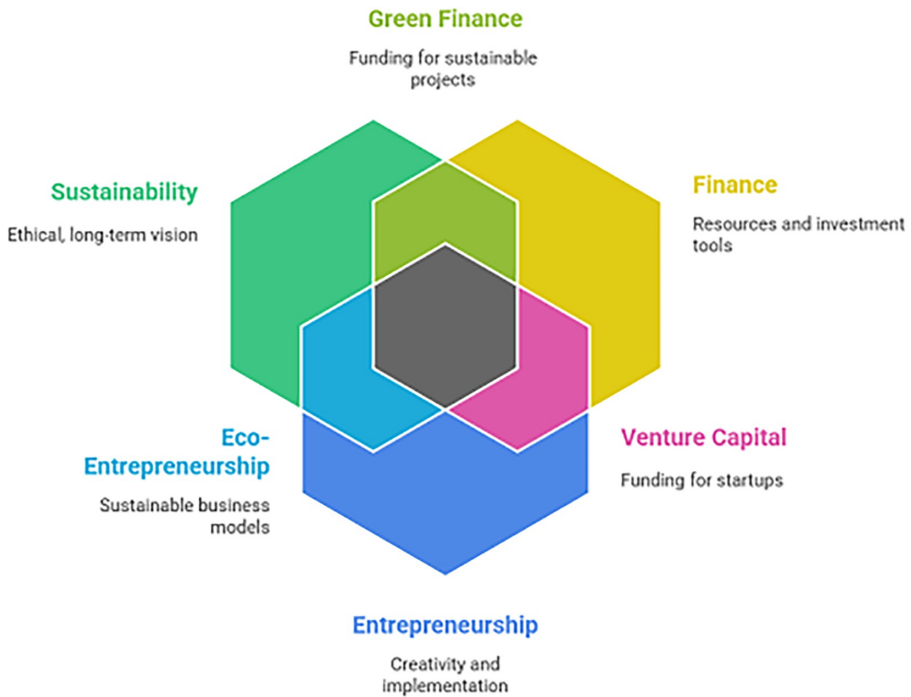 Green Finance
Funding for sustainable
projects
Sustainability
Ethical, long-term vision
Finance
Resources and investment
tools
Eco-
Entrepreneurship
Sustainable business
models
Venture Capital
Funding for startups
Entrepreneurship
Creativity and
implementation